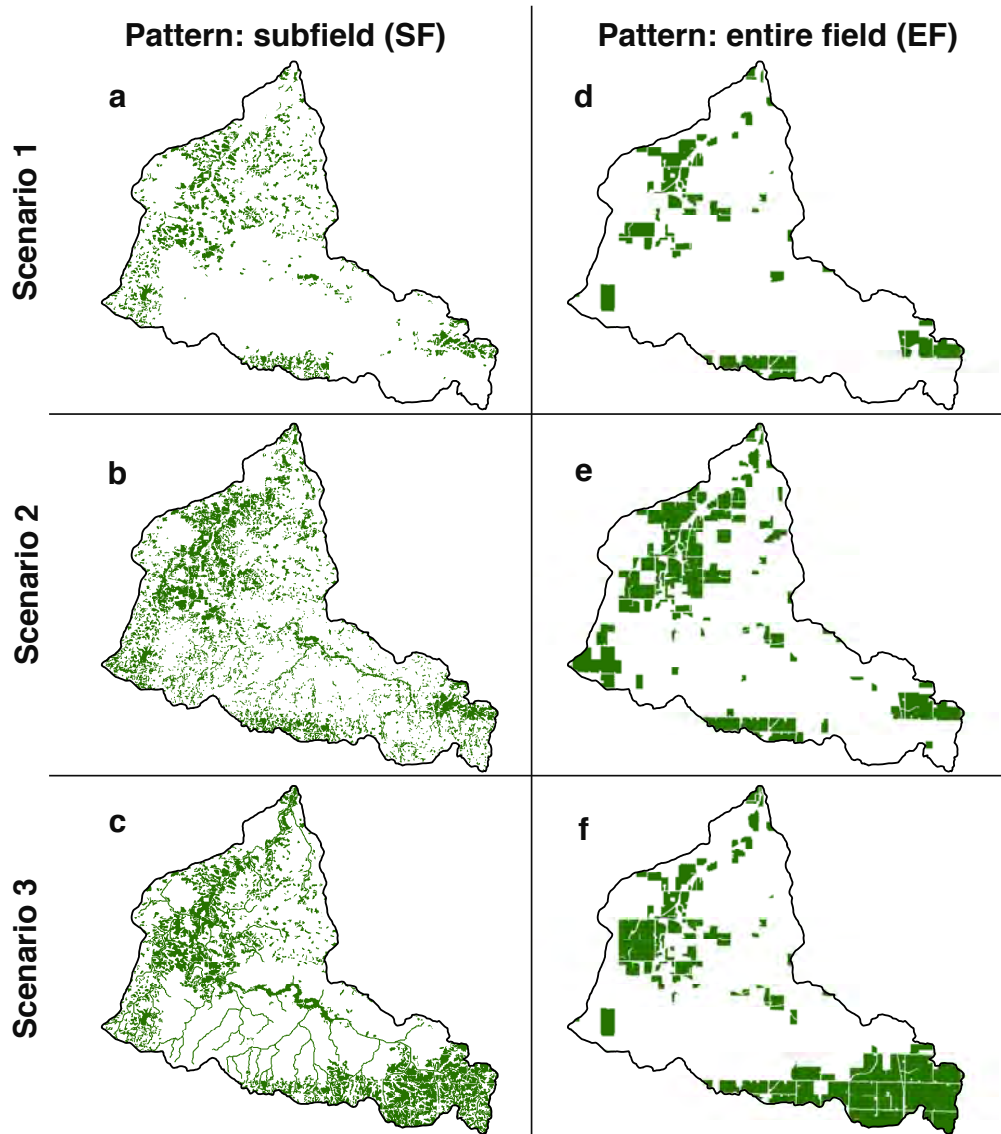 Pattern: subfield (SF)
Pattern: entire field (EF)
Scenario 1
a
d
Scenario 2
b
e
Scenario 3
c
f